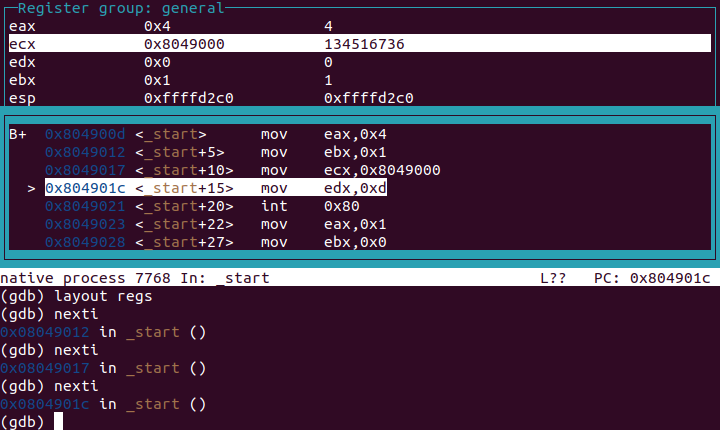 Register group: general
eax 0x4 4
ecx 0x8049000 134516736
edx 0x0 0
ebx 0x1 1
esp 0xffffd2c0 0xffffd2c0
B+ 0x804900d <_start> mov eax,0x4
0x8049012 <_start+5> mov ebx,0x1
0x8049017 <_start+10> mov ecx,0x8049000
> 0x804901c <_start+15> mov edx,0xd
0x8049021 <_start+20> int 0x80
0x8049023 <_start+22> mov eax,0x1
0x8049028 <_start+27> mov ebx,0x0
native process 7768 In: _start L?? PC: 0x804901c
(gdb) layout regs
(gdb) nexti
0x08049012 in _start ()
(gdb) nexti
0x08049017 in _start ()
(gdb) nexti
0x0804901c in _start ()
(gdb)